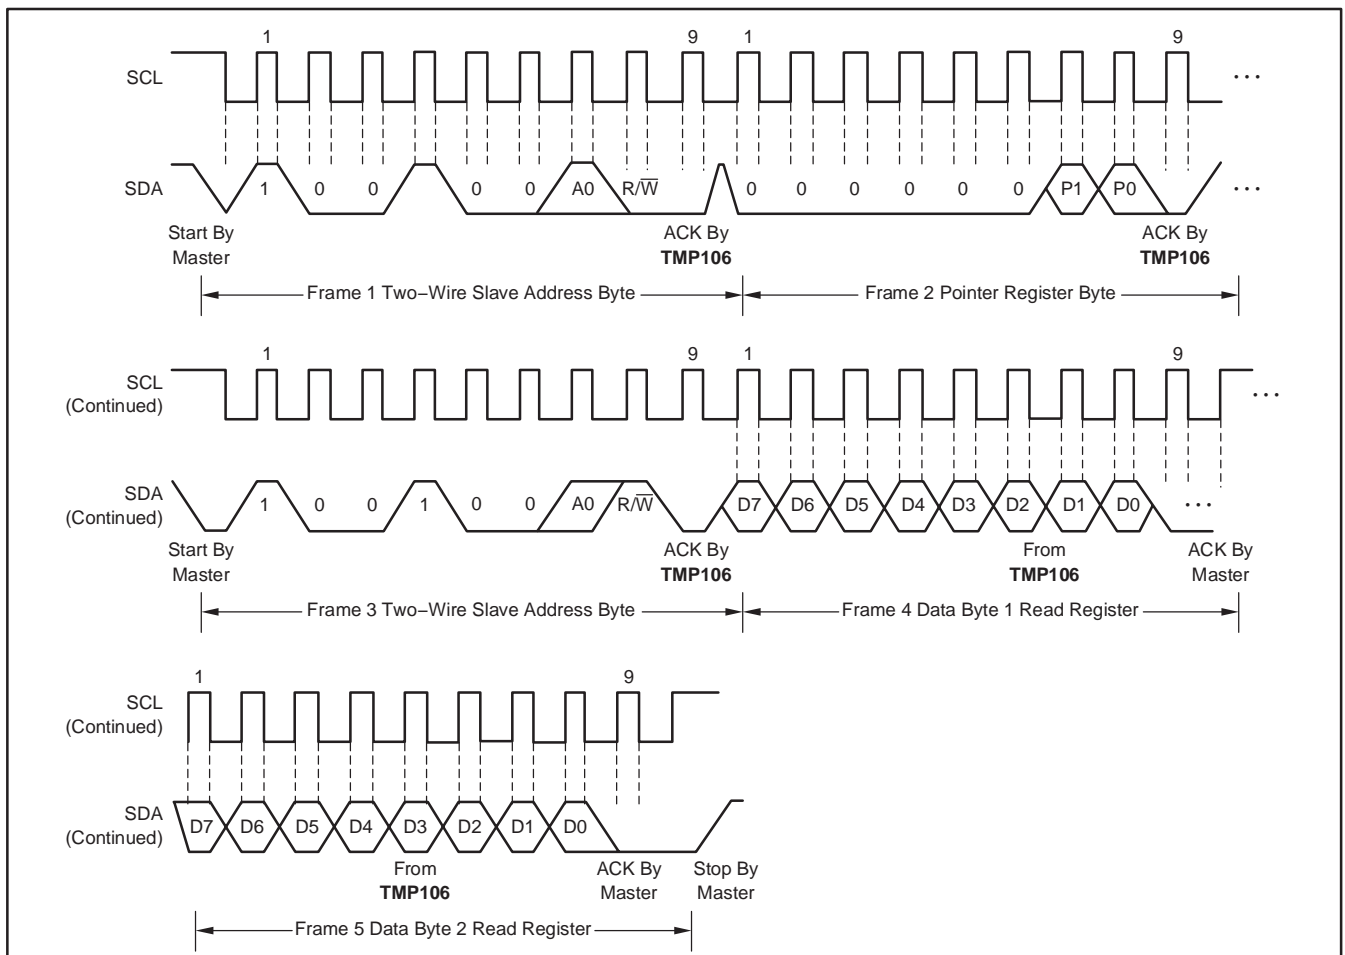 1 9 1 9
SCL ...
SDA 1 0 0 0 0 A0 R/W̅ 0 0 0 0 0 0 P1 P0 ...
Start By Master
ACK By TMP106
ACK By TMP106
Frame 1 Two−Wire Slave Address Byte
Frame 2 Pointer Register Byte
1 9 1 9
SCL (Continued) ...
SDA (Continued) 1 0 0 1 0 0 A0 R/W̅ D7 D6 D5 D4 D3 D2 D1 D0 ...
Start By Master
ACK By TMP106
From TMP106
ACK By Master
Frame 3 Two−Wire Slave Address Byte
Frame 4 Data Byte 1 Read Register
1 9
SCL (Continued)
SDA (Continued) D7 D6 D5 D4 D3 D2 D1 D0
From TMP106
ACK By Master
Stop By Master
Frame 5 Data Byte 2 Read Register